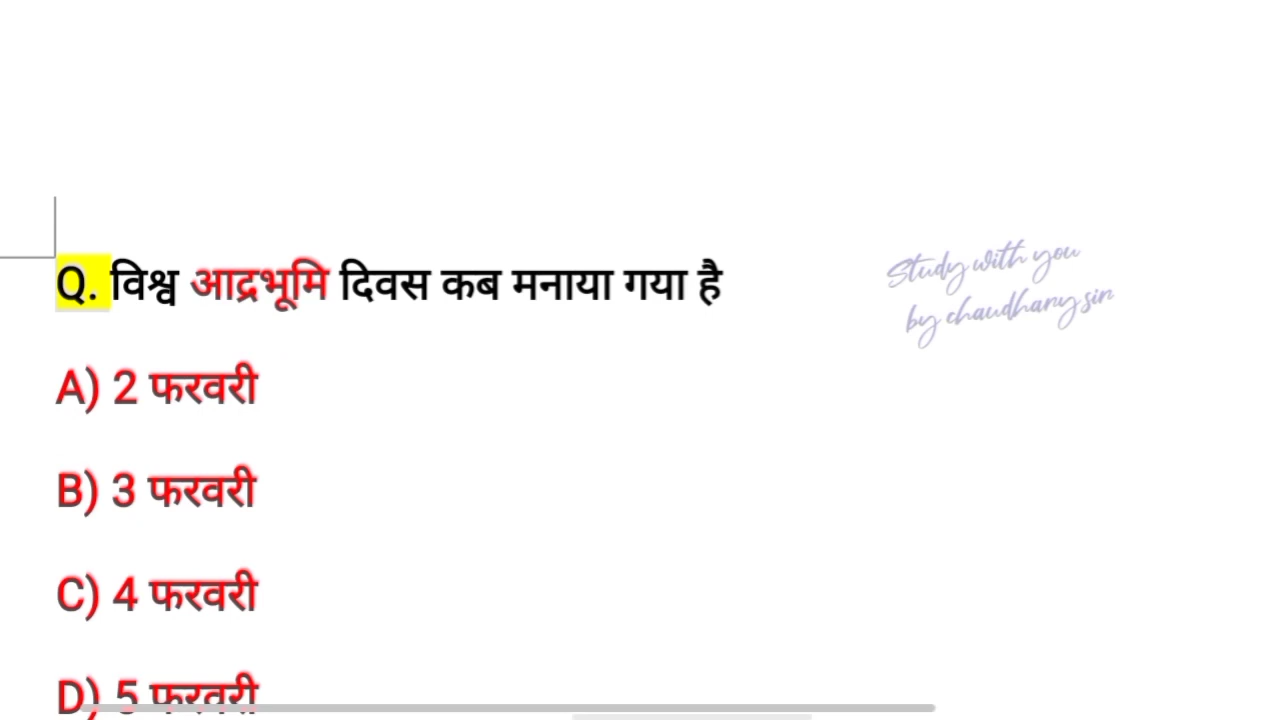 Q. विश्व आद्रभूमि दिवस कब मनाया गया है
Study with you
by chaudhary sir
A) 2 फरवरी
B) 3 फरवरी
C) 4 फरवरी
D) 5 फरवरी